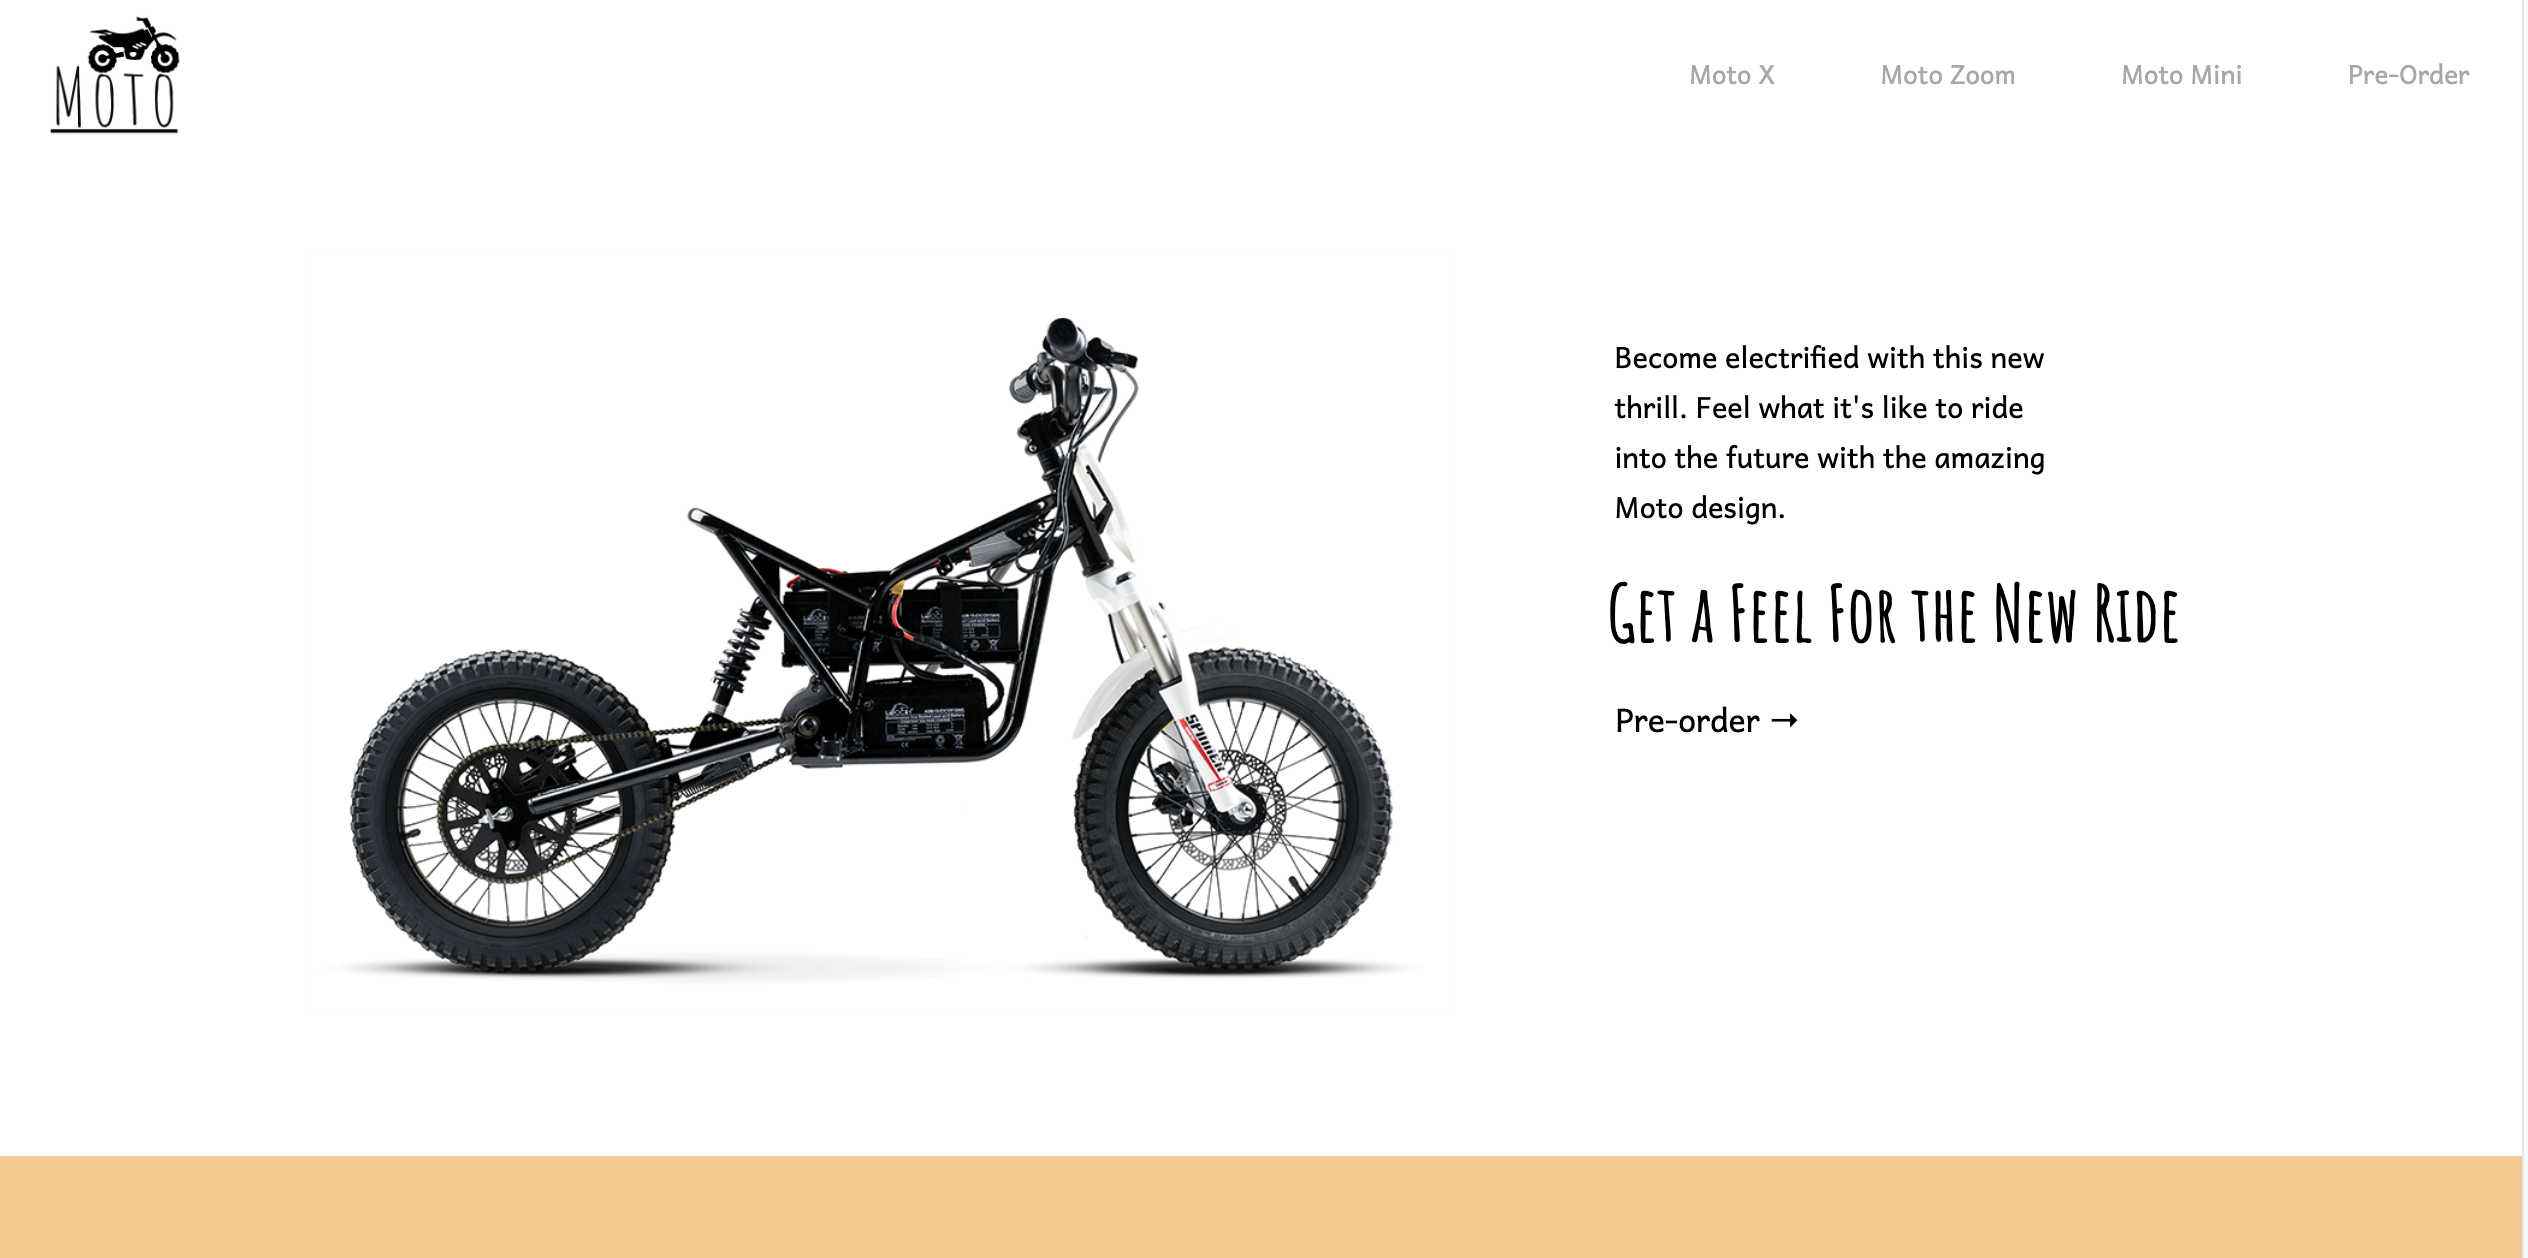 MOTO
Moto X
Moto Zoom
Moto Mini
Pre-Order
Become electrified with this new
thrill. Feel what it's like to ride
into the future with the amazing
Moto design.
Get a Feel For the New Ride
Pre-order →